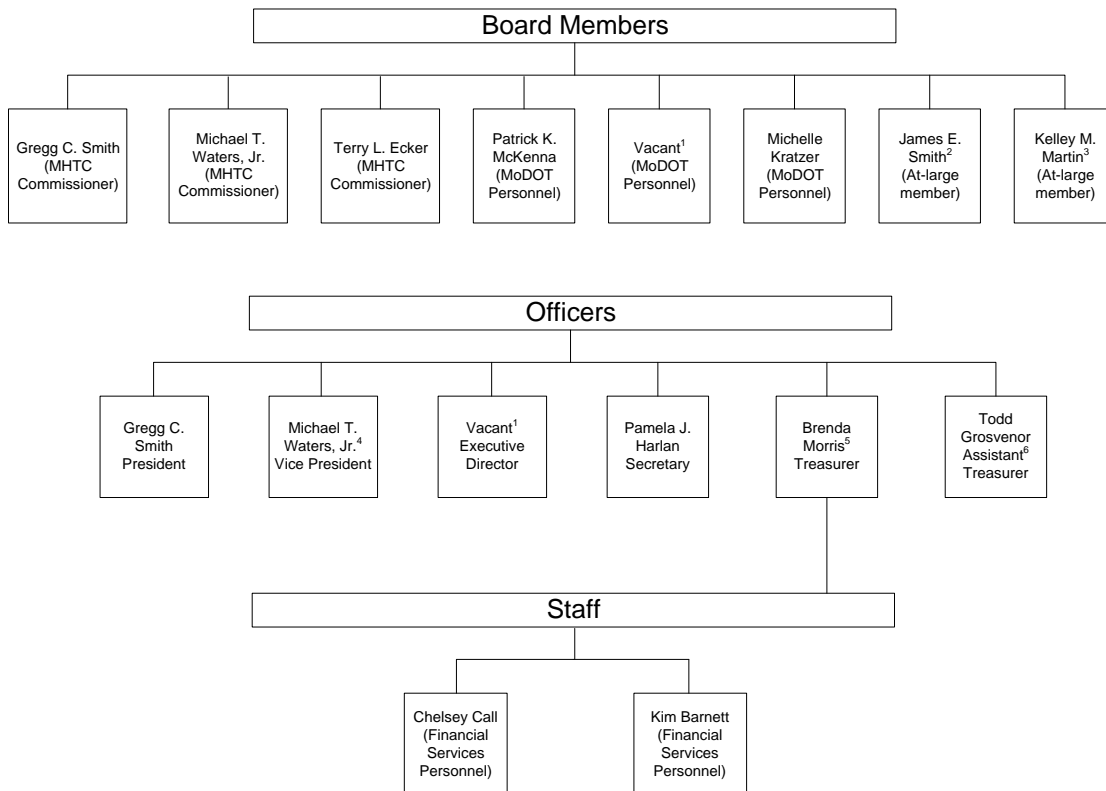 Board Members
Gregg C. Smith
(MHTC
Commissioner)
Michael T.
Waters, Jr.
(MHTC
Commissioner)
Terry L. Ecker
(MHTC
Commissioner)
Patrick K.
McKenna
(MoDOT
Personnel)
Vacant¹
(MoDOT
Personnel)
Michelle
Kratzer
(MoDOT
Personnel)
James E.
Smith²
(At-large
member)
Kelley M.
Martin³
(At-large
member)
Officers
Gregg C.
Smith
President
Michael T.
Waters, Jr.⁴
Vice President
Vacant¹
Executive
Director
Pamela J.
Harlan
Secretary
Brenda
Morris⁵
Treasurer
Todd
Grosvenor
Assistant⁶
Treasurer
Staff
Chelsey Call
(Financial
Services
Personnel)
Kim Barnett
(Financial
Services
Personnel)